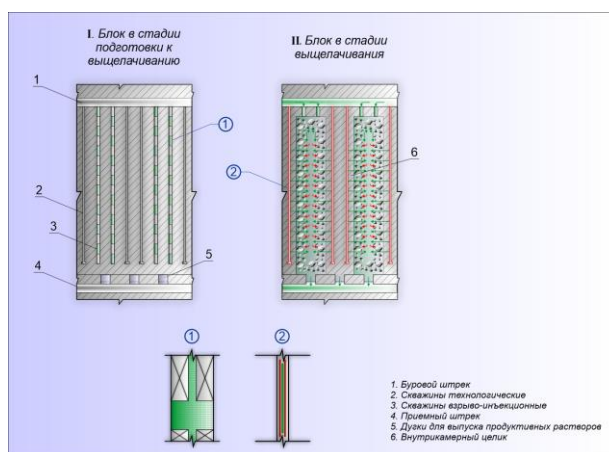 I. Блок в стадии
подготовки к
выщелачиванию
II. Блок в стадии
выщелачивания
1
1
2
3
4
5
2
6
1
2
1. Буровой штрек
2. Скважины технологические
3. Скважины взрыво-инъекционные
4. Приемный штрек
5. Дугки для выпуска продуктивных растворов
6. Внутрикамерный целик